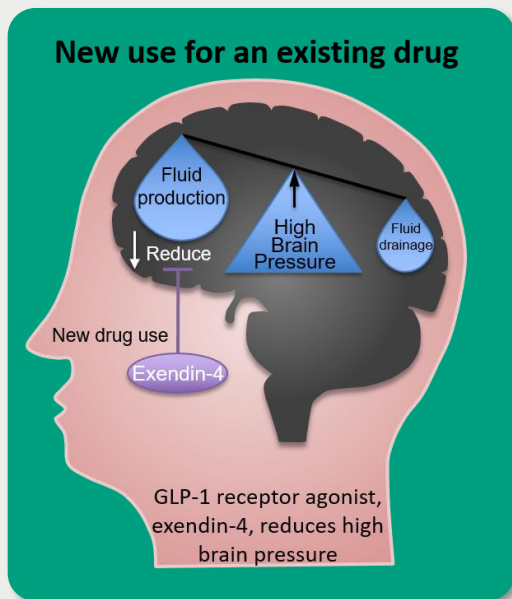 New use for an existing drug
Fluid
production
High
Brain
Pressure
Fluid
drainage
Reduce
New drug use
Exendin-4
GLP-1 receptor agonist,
exendin-4, reduces high
brain pressure